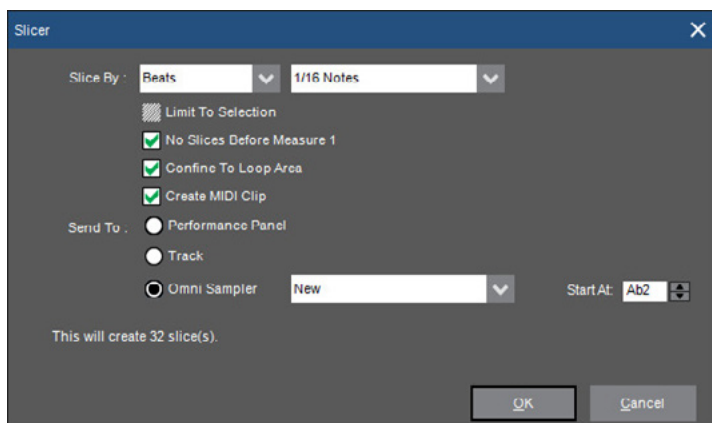 Slicer
Slice By : Beats 1/16 Notes
Limit To Selection
No Slices Before Measure 1
Confine To Loop Area
Create MIDI Clip
Send To : Performance Panel
Track
Omni Sampler New Start At: Ab2
This will create 32 slice(s).
OK Cancel